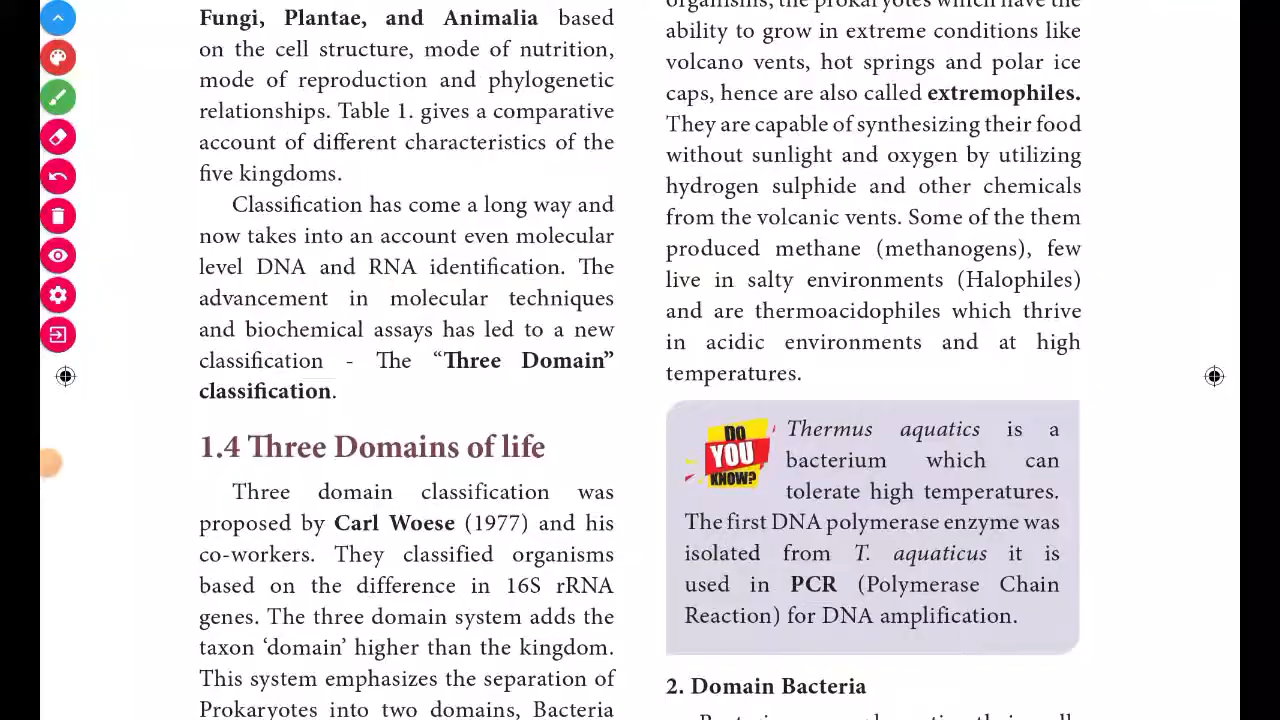 Fungi, Plantae, and Animalia based
on the cell structure, mode of nutrition,
mode of reproduction and phylogenetic
relationships. Table 1. gives a comparative
account of different characteristics of the
five kingdoms.
Classification has come a long way and
now takes into an account even molecular
level DNA and RNA identification. The
advancement in molecular techniques
and biochemical assays has led to a new
classification - The “Three Domain”
classification.
1.4 Three Domains of life
Three domain classification was
proposed by Carl Woese (1977) and his
co-workers. They classified organisms
based on the difference in 16S rRNA
genes. The three domain system adds the
taxon ‘domain’ higher than the kingdom.
This system emphasizes the separation of
Prokaryotes into two domains, Bacteria
organisms, the prokaryotes which have the
ability to grow in extreme conditions like
volcano vents, hot springs and polar ice
caps, hence are also called extremophiles.
They are capable of synthesizing their food
without sunlight and oxygen by utilizing
hydrogen sulphide and other chemicals
from the volcanic vents. Some of the them
produced methane (methanogens), few
live in salty environments (Halophiles)
and are thermoacidophiles which thrive
in acidic environments and at high
temperatures.
DO
YOU
KNOW?
Thermus aquatics is a
bacterium which can
tolerate high temperatures.
The first DNA polymerase enzyme was
isolated from T. aquaticus it is
used in PCR (Polymerase Chain
Reaction) for DNA amplification.
2. Domain Bacteria